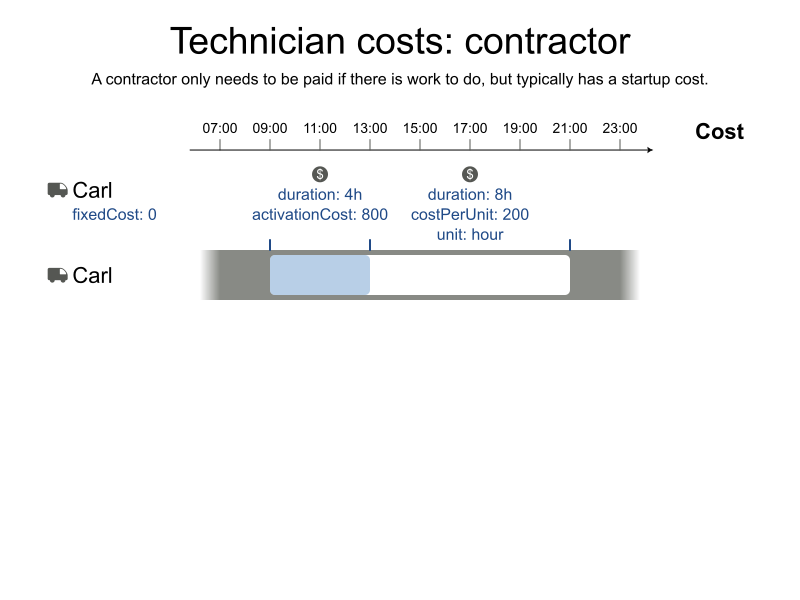 Technician costs: contractor
A contractor only needs to be paid if there is work to do, but typically has a startup cost.
07:00 09:00 11:00 13:00 15:00 17:00 19:00 21:00 23:00 Cost
$ $
Carl duration: 4h duration: 8h
fixedCost: 0 activationCost: 800 costPerUnit: 200
unit: hour
Carl